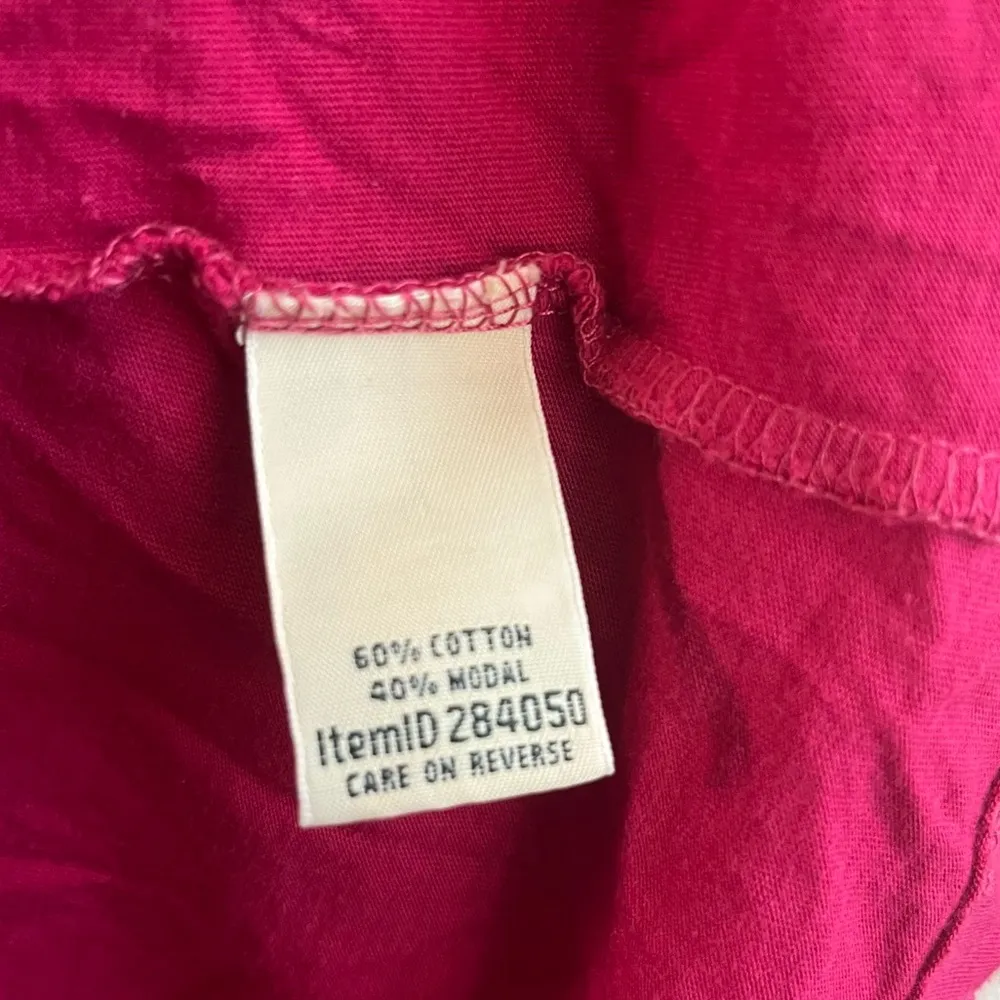 60% COTTON
40% MODAL
ItemID 284050
CARE ON REVERSE